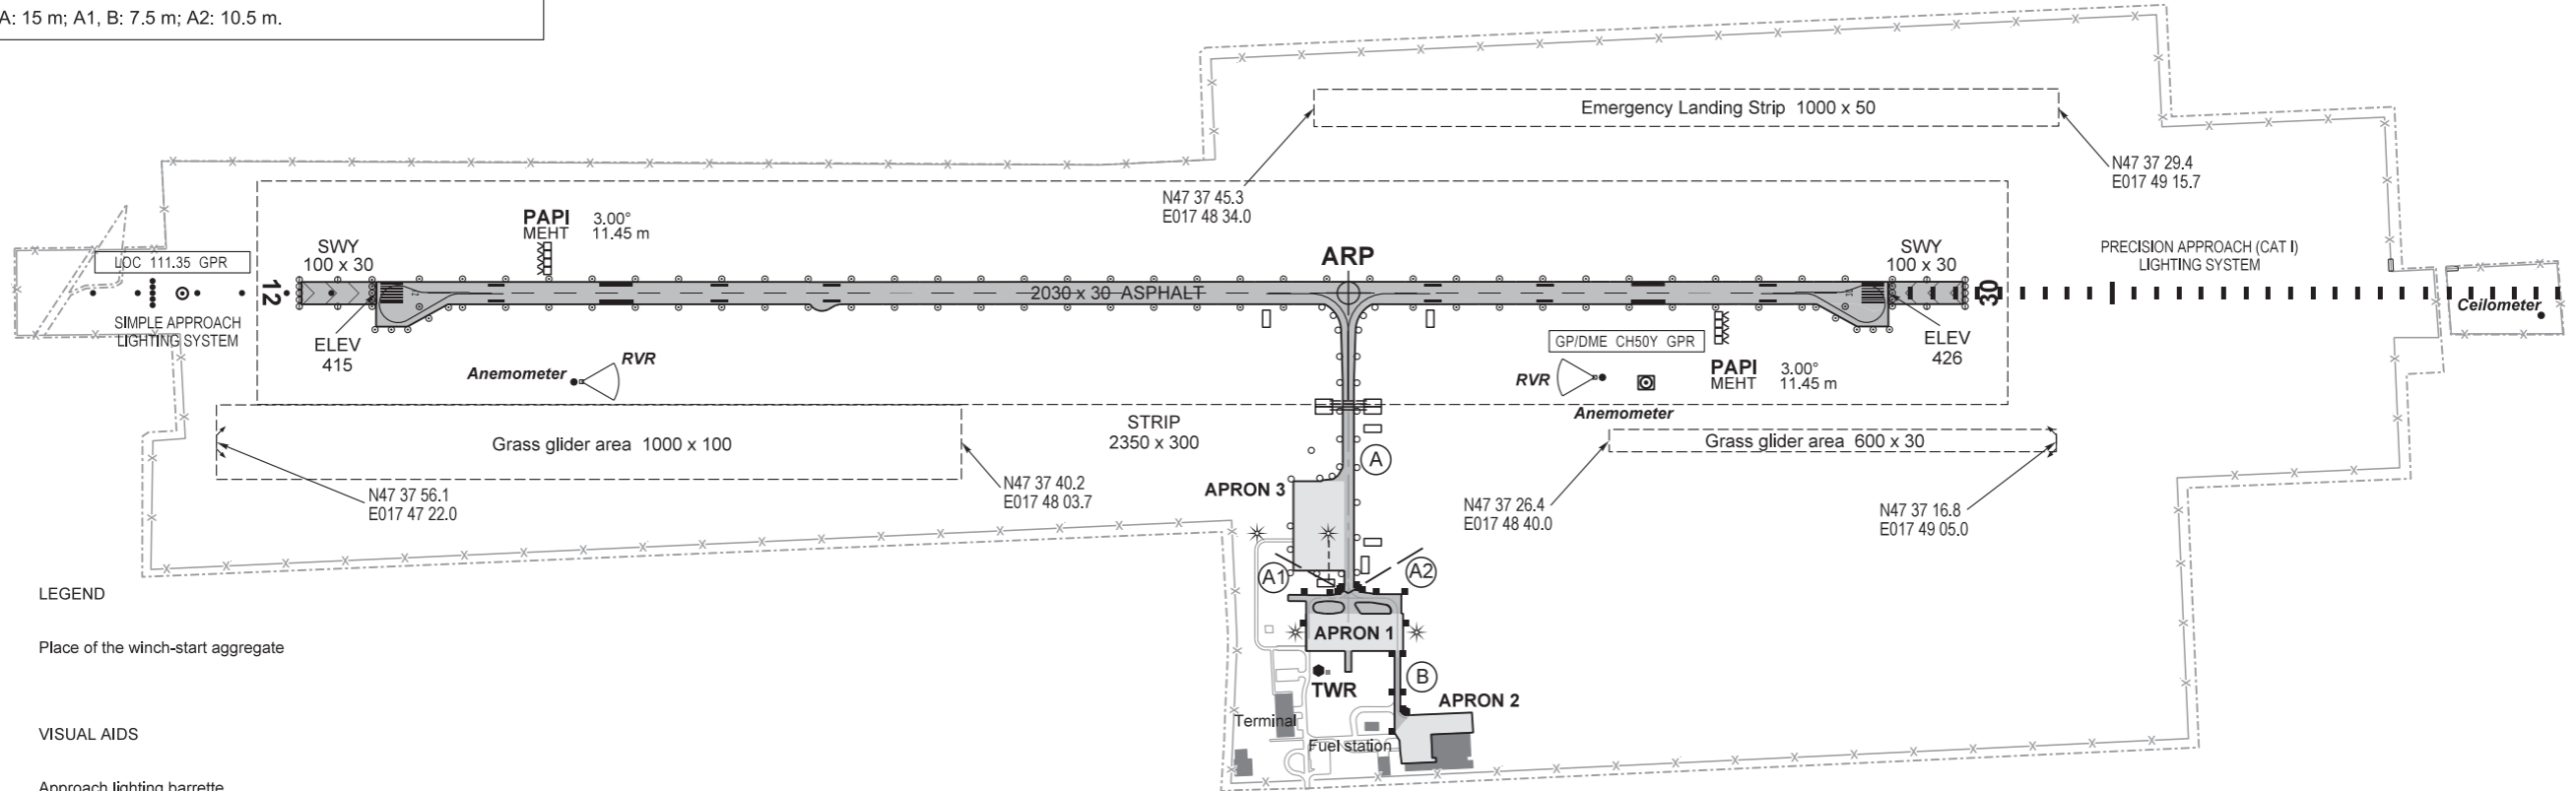 A: 15 m; A1, B: 7.5 m; A2: 10.5 m.
Emergency Landing Strip 1000 x 50
N47 37 29.4
E017 49 15.7
N47 37 45.3
E017 48 34.0
PAPI 3.00°
MEHT 11.45 m
SWY
100 x 30
LOC 111.35 GPR
ARP
SWY
100 x 30
PRECISION APPROACH (CAT I)
LIGHTING SYSTEM
12
2030 x 30 ASPHALT
30
Ceilometer
SIMPLE APPROACH
LIGHTING SYSTEM
ELEV
415
GP/DME CH50Y GPR
ELEV
426
RVR
Anemometer
RVR
PAPI 3.00°
MEHT 11.45 m
Anemometer
STRIP
2350 x 300
Grass glider area 1000 x 100
Grass glider area 600 x 30
A
N47 37 56.1
E017 47 22.0
N47 37 40.2
E017 48 03.7
APRON 3
N47 37 26.4
E017 48 40.0
N47 37 16.8
E017 49 05.0
A1
A2
LEGEND
APRON 1
Place of the winch-start aggregate
B
TWR
APRON 2
Terminal
VISUAL AIDS
Fuel station
Approach lighting barrette